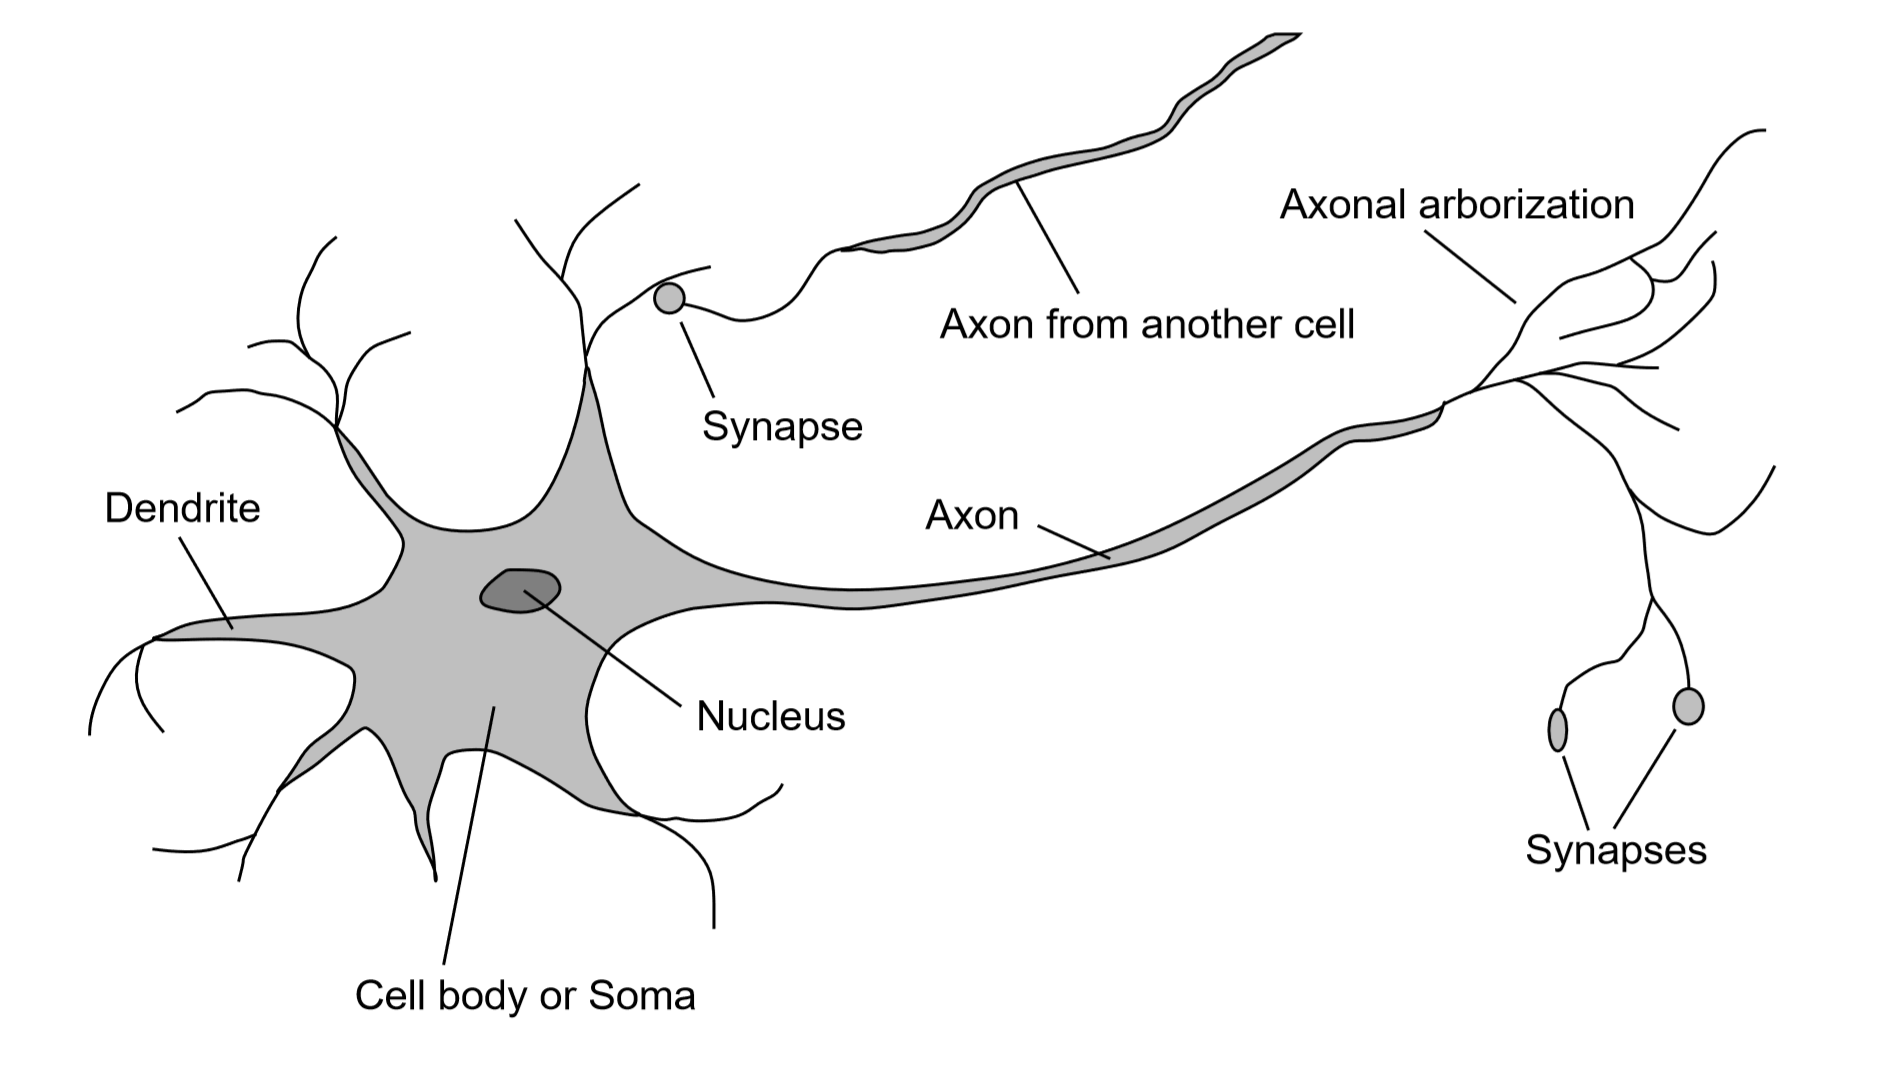 Axonal arborization
Axon from another cell
Synapse
Dendrite
Axon
Nucleus
Synapses
Cell body or Soma